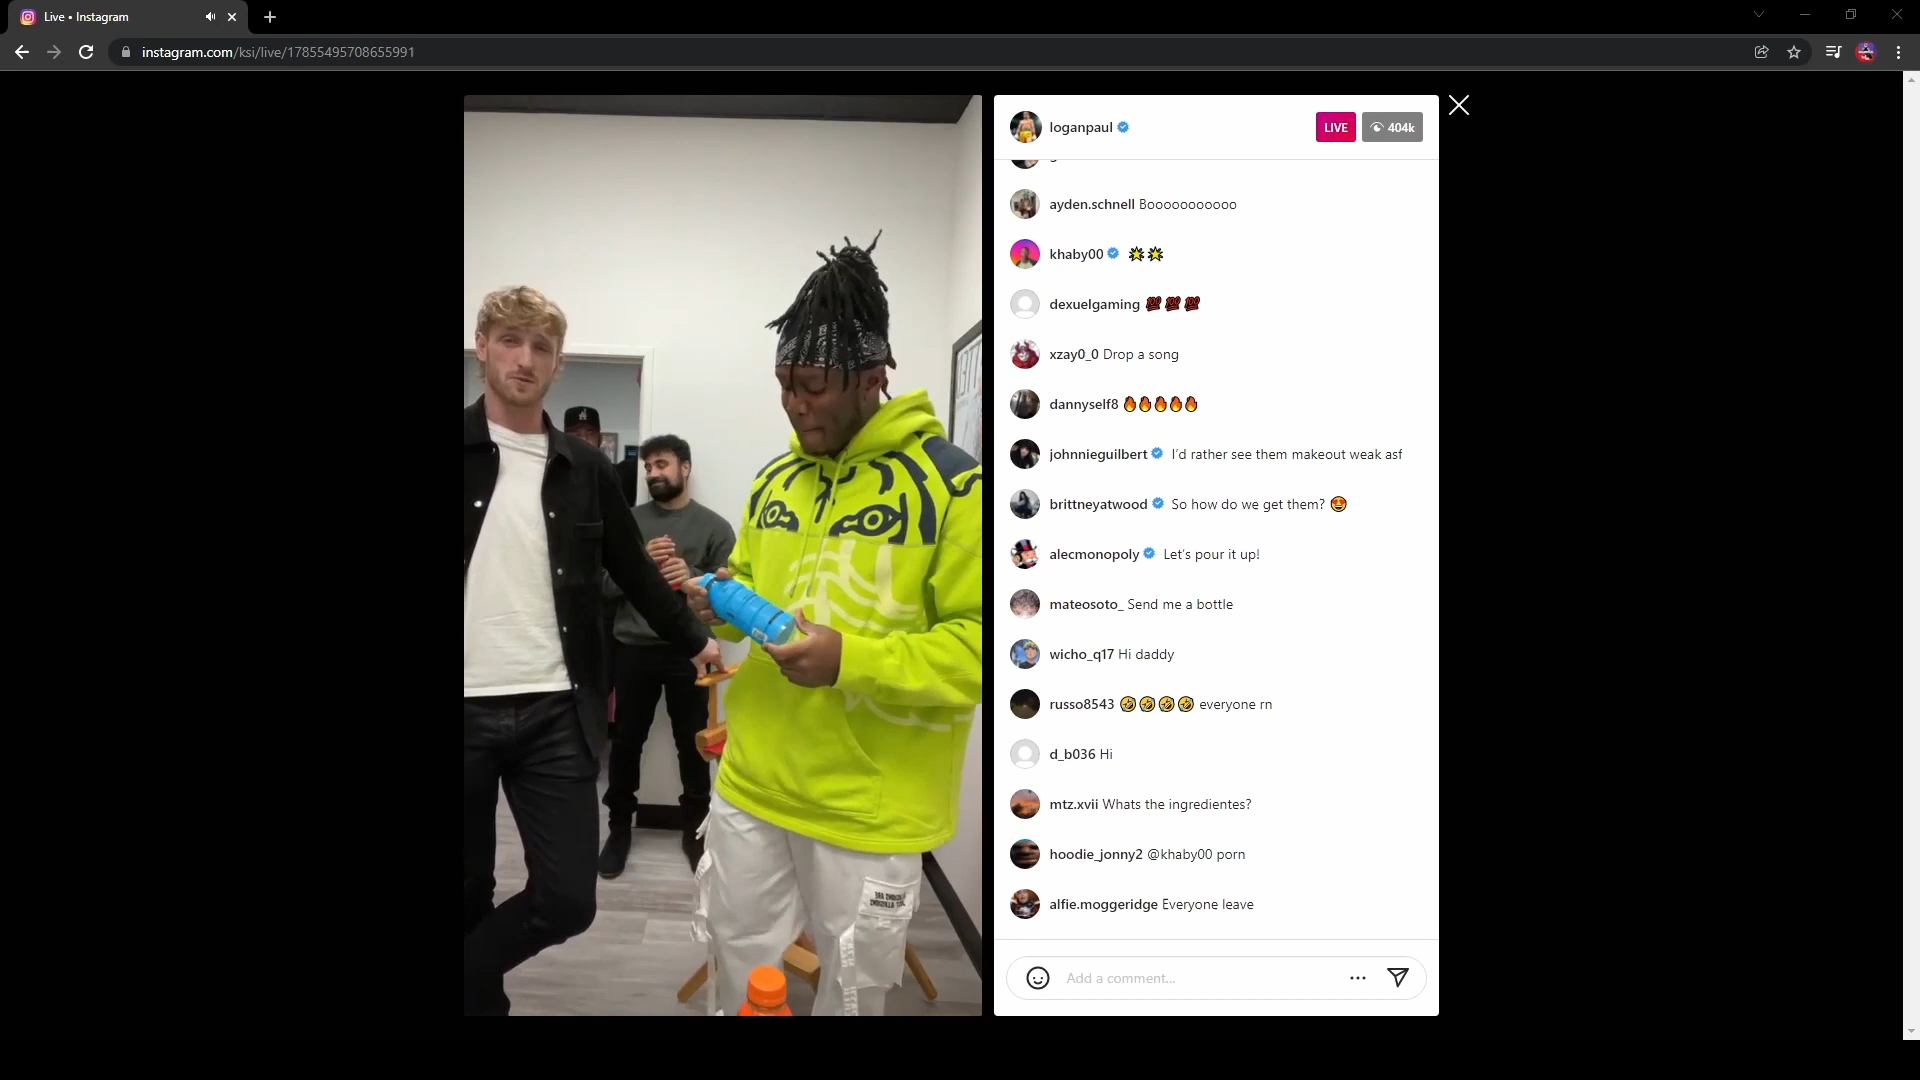 Live • Instagram
instagram.com/ksi/live/17855495708655991
loganpaul
LIVE
404k
ayden.schnell Booooooooooo
khaby00
dexuelgaming 💯💯💯
xzay0_0 Drop a song
dannyself8 🔥🔥🔥🔥🔥
johnnieguilbert I'd rather see them makeout weak asf
brittneyatwood So how do we get them? 🤩
alecmonopoly Let's pour it up!
mateosoto_ Send me a bottle
wicho_q17 Hi daddy
russo8543 🤣🤣🤣🤣 everyone rn
d_b036 Hi
mtz.xvii Whats the ingredientes?
hoodie_jonny2 @khaby00 porn
alfie.moggeridge Everyone leave
Add a comment...